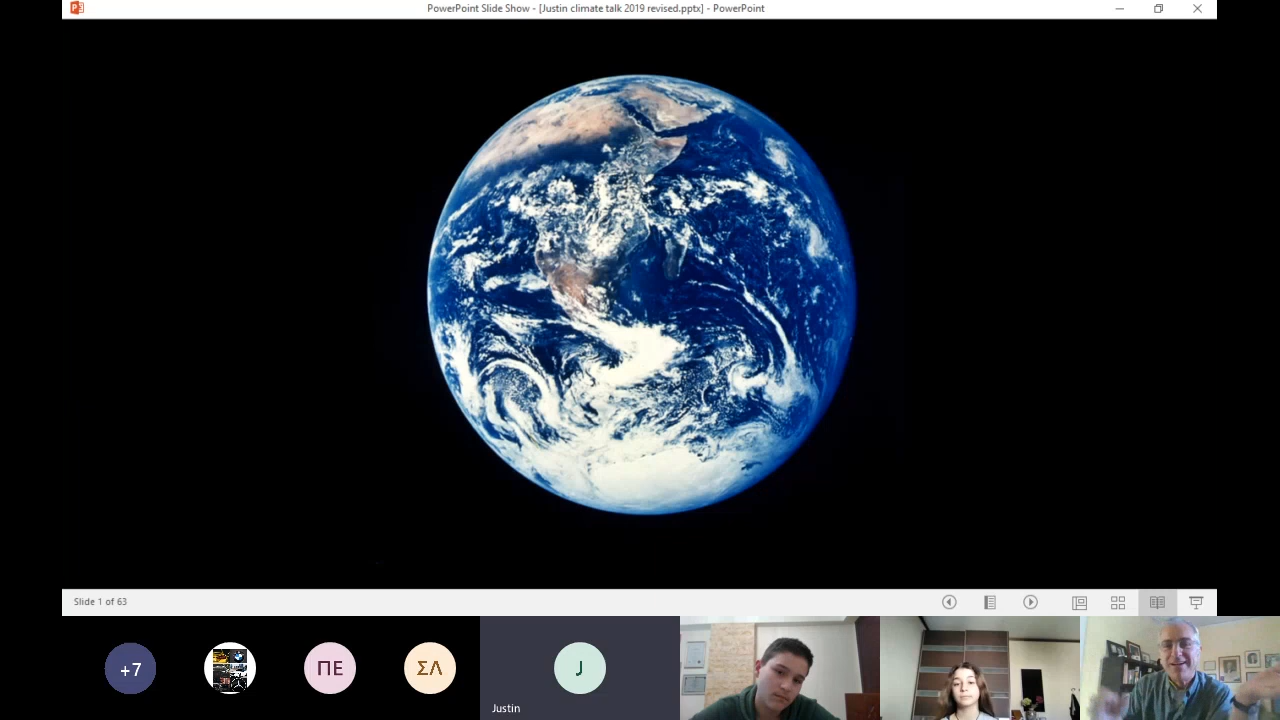 PowerPoint Slide Show - [Justin climate talk 2019 revised.pptx] - PowerPoint
Slide 1 of 63
+7
ΠΕ
ΣΛ
J
Justin